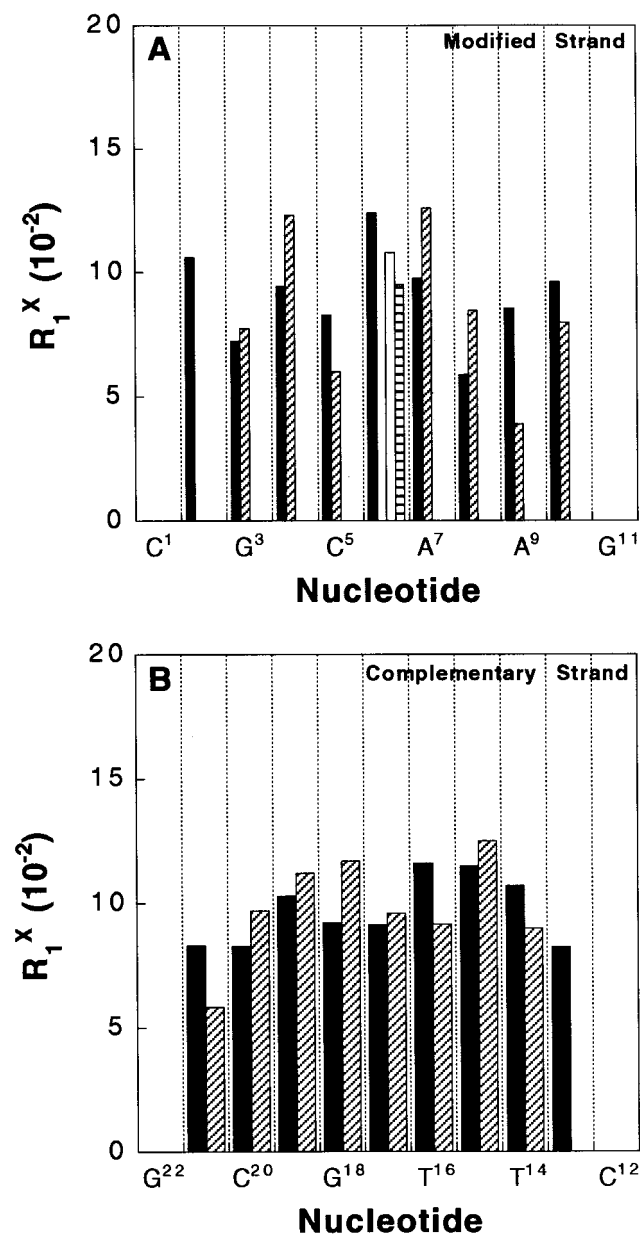 20
A
Modified Strand
15
R₁ˣ (10⁻²)
10
5
0
C¹ G³ C⁵ A⁷ A⁹ G¹¹
Nucleotide
20
B
Complementary Strand
15
R₁ˣ (10⁻²)
10
5
0
G²² C²⁰ G¹⁸ T¹⁶ T¹⁴ C¹²
Nucleotide